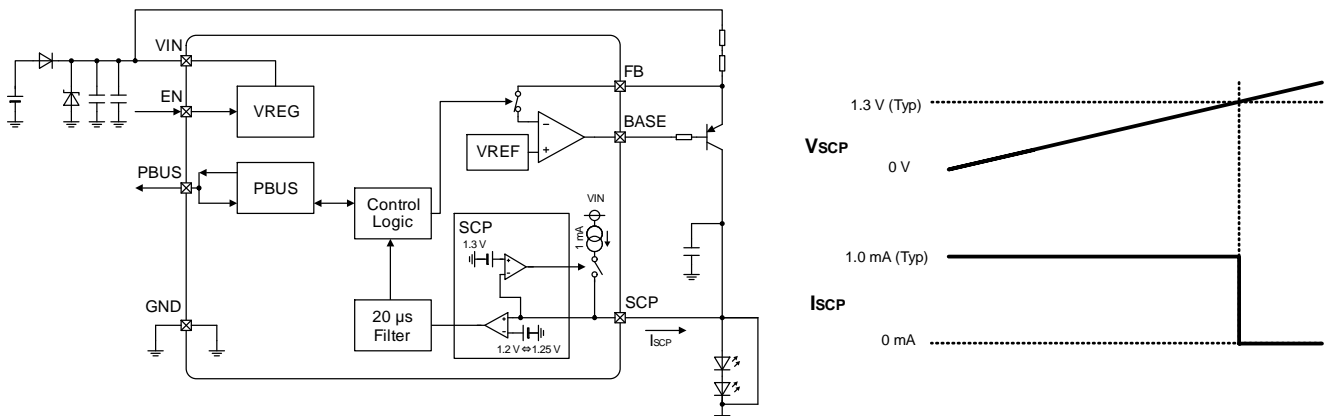 VIN
EN
VREG
PBUS
PBUS
GND
Control
Logic
20 µs
Filter
VREF
FB
BASE
SCP
1.3 V
1.2 V ⇔ 1.25 V
VIN
1 mA
SCP
ISCP
1.3 V (Typ)
VSCP
0 V
1.0 mA (Typ)
ISCP
0 mA